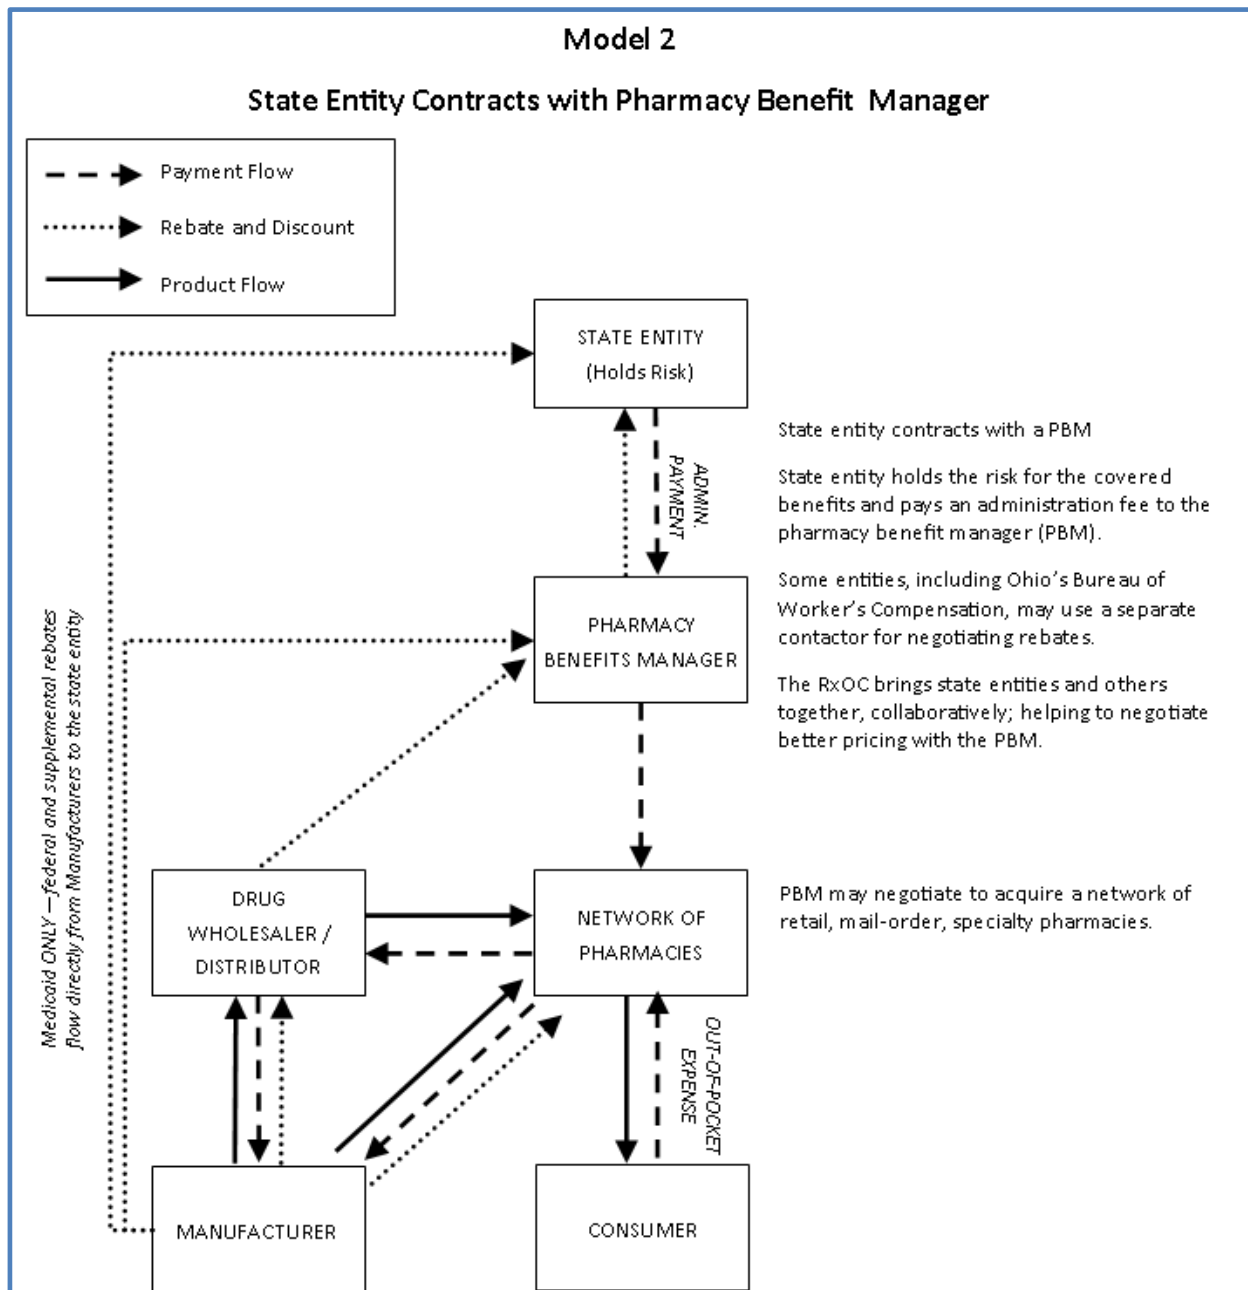 Model 2
State Entity Contracts with Pharmacy Benefit Manager
Payment Flow
Rebate and Discount
Product Flow
STATE ENTITY
(Holds Risk)
ADMIN.
PAYMENT
State entity contracts with a PBM
State entity holds the risk for the covered
benefits and pays an administration fee to the
pharmacy benefit manager (PBM).
Some entities, including Ohio's Bureau of
Worker's Compensation, may use a separate
contactor for negotiating rebates.
The RxOC brings state entities and others
together, collaboratively; helping to negotiate
better pricing with the PBM.
PHARMACY
BENEFITS MANAGER
Medicaid ONLY —federal and supplemental rebates
flow directly from Manufacturers to the state entity
DRUG
WHOLESALER /
DISTRIBUTOR
NETWORK OF
PHARMACIES
PBM may negotiate to acquire a network of
retail, mail-order, specialty pharmacies.
OUT-OF-POCKET
EXPENSE
MANUFACTURER
CONSUMER